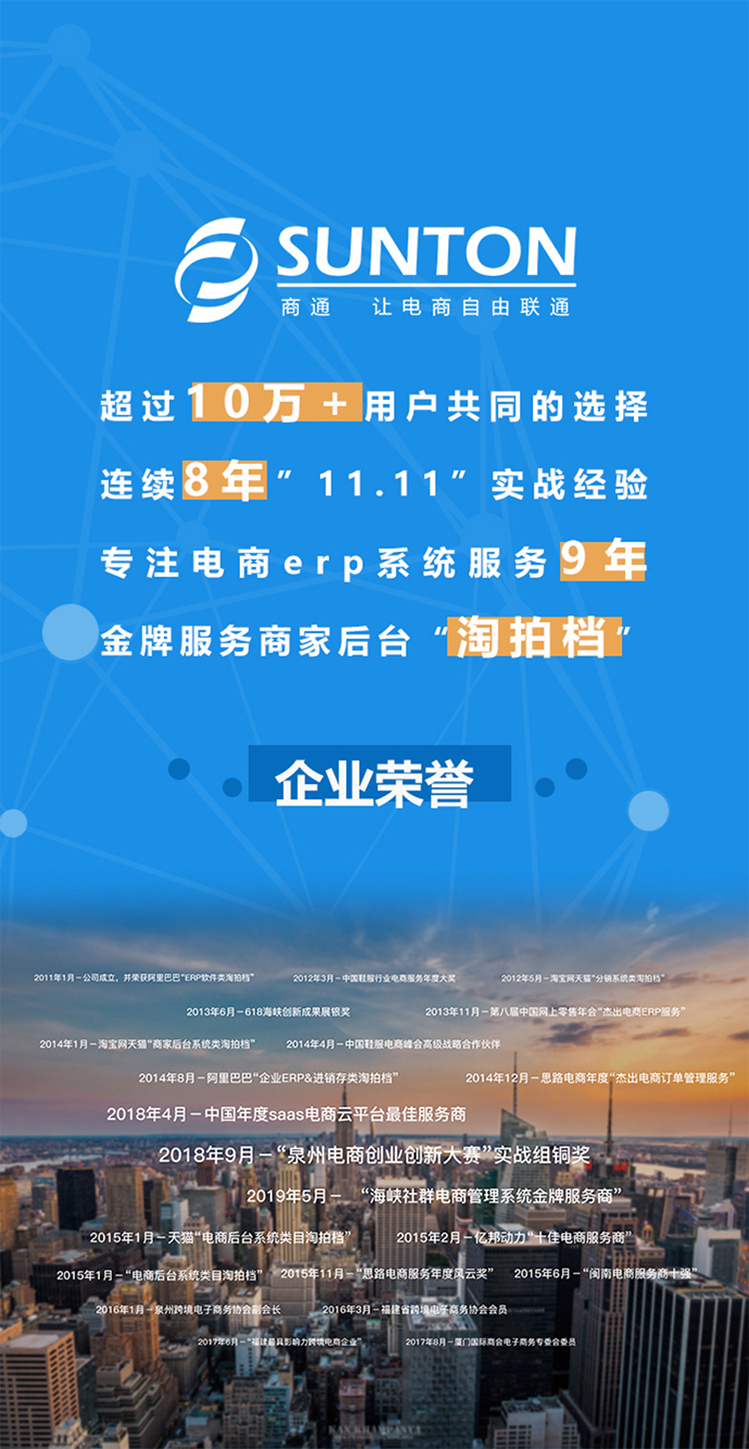 SUNTON
商通 让电商自由联通
超过10万+用户共同的选择
连续8年"11.11"实战经验
专注电商erp系统服务9年
金牌服务商家后台“淘拍档”
企业荣誉
2011年1月－公司成立，并荣获阿里巴巴“ERP软件类淘拍档” 2012年3月－中国鞋服行业电商服务年度大奖 2012年5月－淘宝网天猫“分销系统类淘拍档”
2013年6月－618海峡创新成果展银奖 2013年11月－第八届中国网上零售年会“杰出电商ERP服务”
2014年1月－淘宝网天猫“商家后台系统类淘拍档” 2014年4月－中国鞋服电商峰会高级战略合作伙伴
2014年8月－阿里巴巴“企业ERP&进销存类淘拍档” 2014年12月－思路电商年度“杰出电商订单管理服务”
2018年4月－中国年度saas电商云平台最佳服务商
2018年9月－“泉州电商创业创新大赛”实战组铜奖
2019年5月－ “海峡社群电商管理系统金牌服务商”
2015年1月－天猫“电商后台系统类目淘拍档” 2015年2月－亿邦动力“十佳电商服务商”
2015年1月－“电商后台系统类目淘拍档” 2015年11月－“思路电商服务年度风云奖” 2015年6月－“闽南电商服务商十强”
2016年1月－泉州跨境电子商务协会副会长 2016年3月－福建省跨境电子商务协会会员
2017年6月－“福建最具影响力跨境电商企业” 2017年8月－厦门国际商会电子商务专委会委员